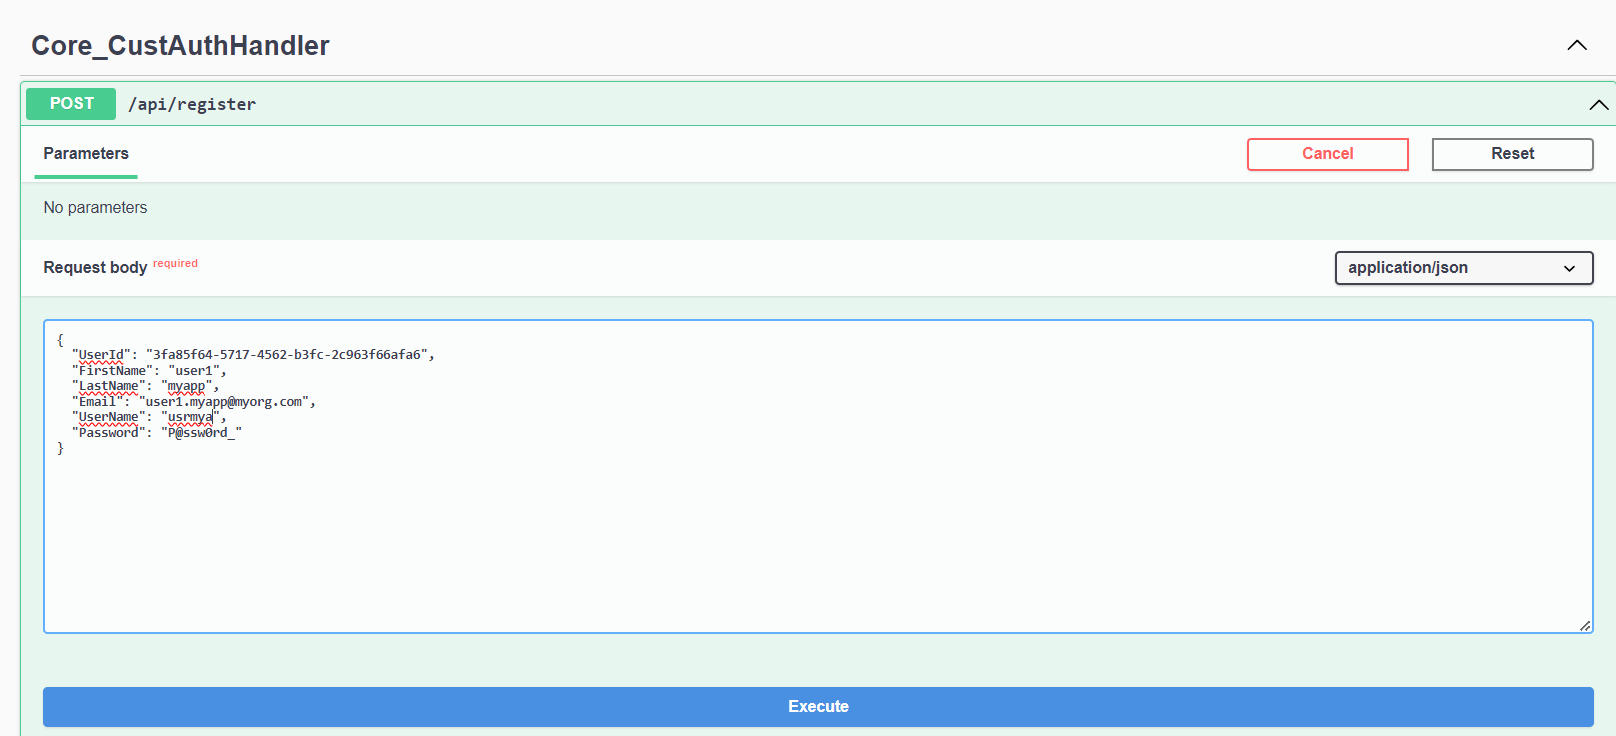 Core_CustAuthHandler
POST /api/register
Parameters
Cancel
Reset
No parameters
Request body required
application/json
{
"UserId": "3fa85f64-5717-4562-b3fc-2c963f66afa6",
"FirstName": "user1",
"LastName": "myapp",
"Email": "user1.myapp@myorg.com",
"UserName": "usrmya",
"Password": "P@ssw0rd_"
}
Execute